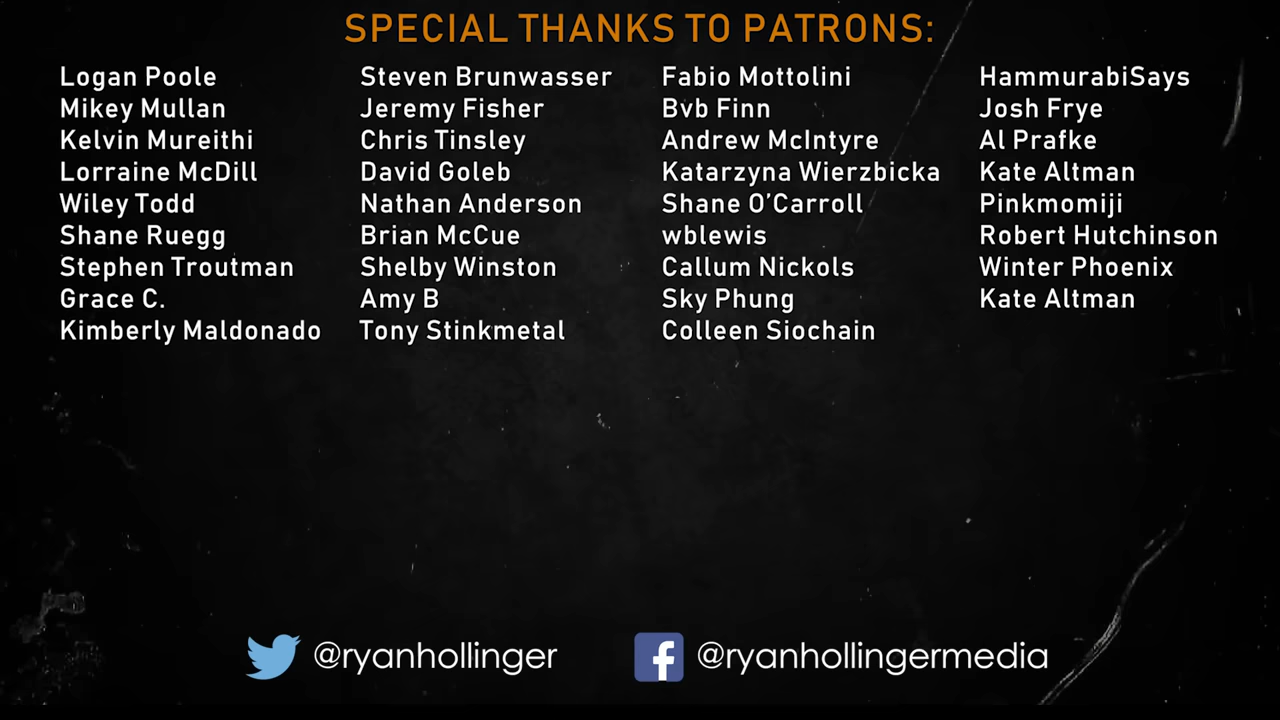 SPECIAL THANKS TO PATRONS:
Logan Poole
Mikey Mullan
Kelvin Mureithi
Lorraine McDill
Wiley Todd
Shane Ruegg
Stephen Troutman
Grace C.
Kimberly Maldonado
Steven Brunwasser
Jeremy Fisher
Chris Tinsley
David Goleb
Nathan Anderson
Brian McCue
Shelby Winston
Amy B
Tony Stinkmetal
Fabio Mottolini
Bvb Finn
Andrew McIntyre
Katarzyna Wierzbicka
Shane O’Carroll
wblewis
Callum Nickols
Sky Phung
Colleen Siochain
HammurabiSays
Josh Frye
Al Prafke
Kate Altman
Pinkmomiji
Robert Hutchinson
Winter Phoenix
Kate Altman
@ryanhollinger
@ryanhollingermedia